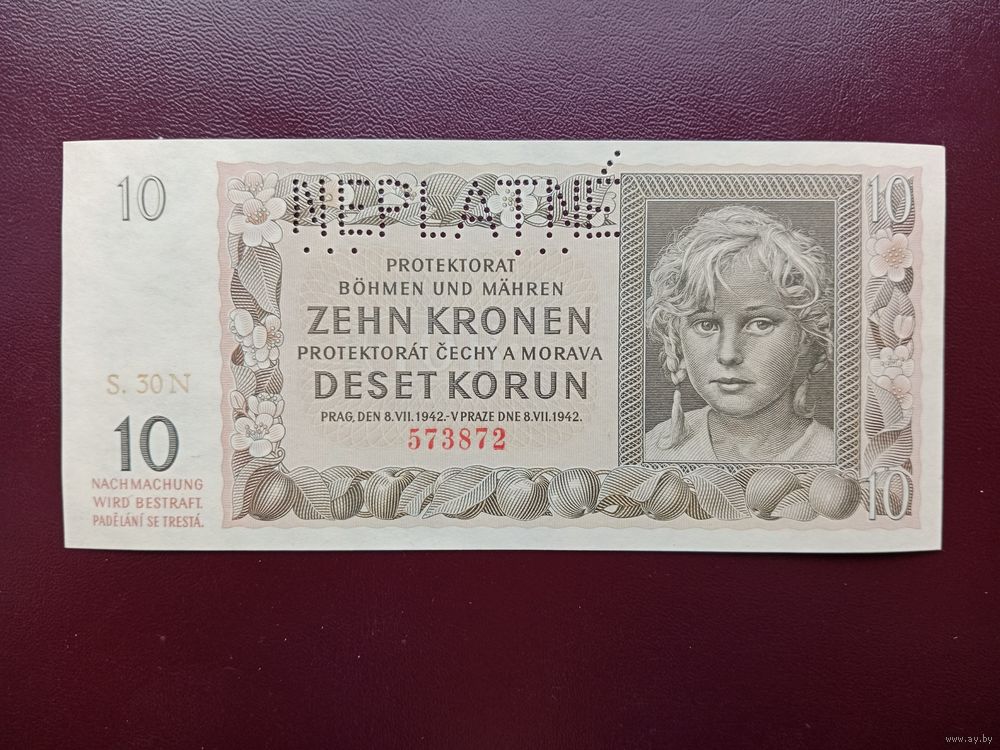 NEPLATNÉ
10
10
PROTEKTORAT
BÖHMEN UND MÄHREN
ZEHN KRONEN
PROTEKTORÁT ČECHY A MORAVA
DESET KORUN
PRAG, DEN 8.VII.1942.-V PRAZE DNE 8.VII.1942.
573872
S. 30 N
10
NACHMACHUNG
WIRD BESTRAFT.
PADĚLÁNÍ SE TRESTÁ.
10
www.ay.by